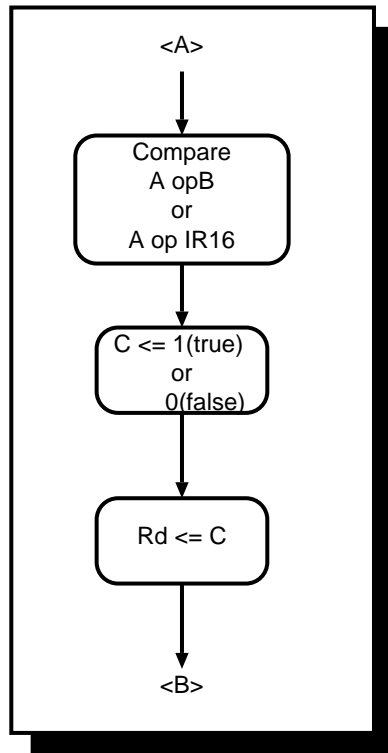 <A>
Compare
A opB
or
A op IR16
C <= 1(true)
or
0(false)
Rd <= C
<B>